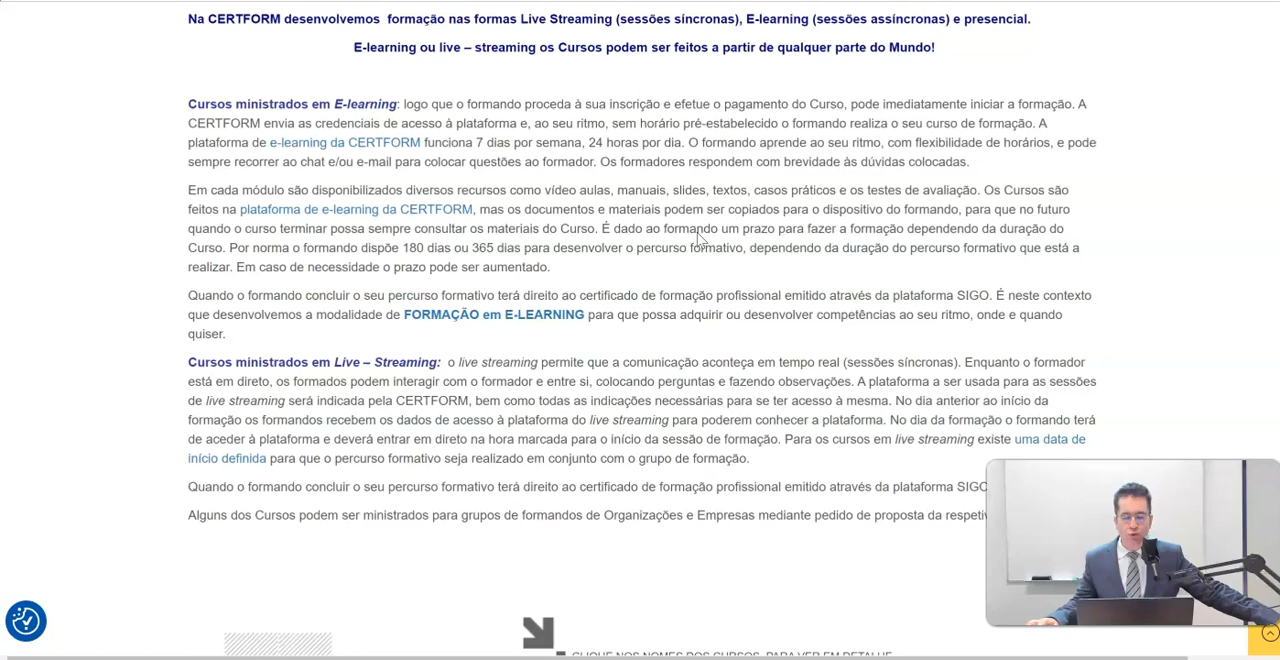 Na CERTFORM desenvolvemos formação nas formas Live Streaming (sessões síncronas), E-learning (sessões assíncronas) e presencial.
E-learning ou live – streaming os Cursos podem ser feitos a partir de qualquer parte do Mundo!
Cursos ministrados em E-learning: logo que o formando proceda à sua inscrição e efetue o pagamento do Curso, pode imediatamente iniciar a formação. A
CERTFORM envia as credenciais de acesso à plataforma e, ao seu ritmo, sem horário pré-estabelecido o formando realiza o seu curso de formação. A
plataforma de e-learning da CERTFORM funciona 7 dias por semana, 24 horas por dia. O formando aprende ao seu ritmo, com flexibilidade de horários, e pode
sempre recorrer ao chat e/ou e-mail para colocar questões ao formador. Os formadores respondem com brevidade às dúvidas colocadas.
Em cada módulo são disponibilizados diversos recursos como vídeo aulas, manuais, slides, textos, casos práticos e os testes de avaliação. Os Cursos são
feitos na plataforma de e-learning da CERTFORM, mas os documentos e materiais podem ser copiados para o dispositivo do formando, para que no futuro
quando o curso terminar possa sempre consultar os materiais do Curso. É dado ao formando um prazo para fazer a formação dependendo da duração do
Curso. Por norma o formando dispõe 180 dias ou 365 dias para desenvolver o percurso formativo, dependendo da duração do percurso formativo que está a
realizar. Em caso de necessidade o prazo pode ser aumentado.
Quando o formando concluir o seu percurso formativo terá direito ao certificado de formação profissional emitido através da plataforma SIGO. É neste contexto
que desenvolvemos a modalidade de FORMAÇÃO em E-LEARNING para que possa adquirir ou desenvolver competências ao seu ritmo, onde e quando
quiser.
Cursos ministrados em Live – Streaming: o live streaming permite que a comunicação aconteça em tempo real (sessões síncronas). Enquanto o formador
está em direto, os formados podem interagir com o formador e entre si, colocando perguntas e fazendo observações. A plataforma a ser usada para as sessões
de live streaming será indicada pela CERTFORM, bem como todas as indicações necessárias para se ter acesso à mesma. No dia anterior ao início da
formação os formandos recebem os dados de acesso à plataforma do live streaming para poderem conhecer a plataforma. No dia da formação o formando terá
de aceder à plataforma e deverá entrar em direto na hora marcada para o início da sessão de formação. Para os cursos em live streaming existe uma data de
início definida para que o percurso formativo seja realizado em conjunto com o grupo de formação.
Quando o formando concluir o seu percurso formativo terá direito ao certificado de formação profissional emitido através da plataforma SIGO
Alguns dos Cursos podem ser ministrados para grupos de formandos de Organizações e Empresas mediante pedido de proposta da respetiv
CLIQUE NOS NOMES DOS CURSOS, PARA VER EM DETALHE